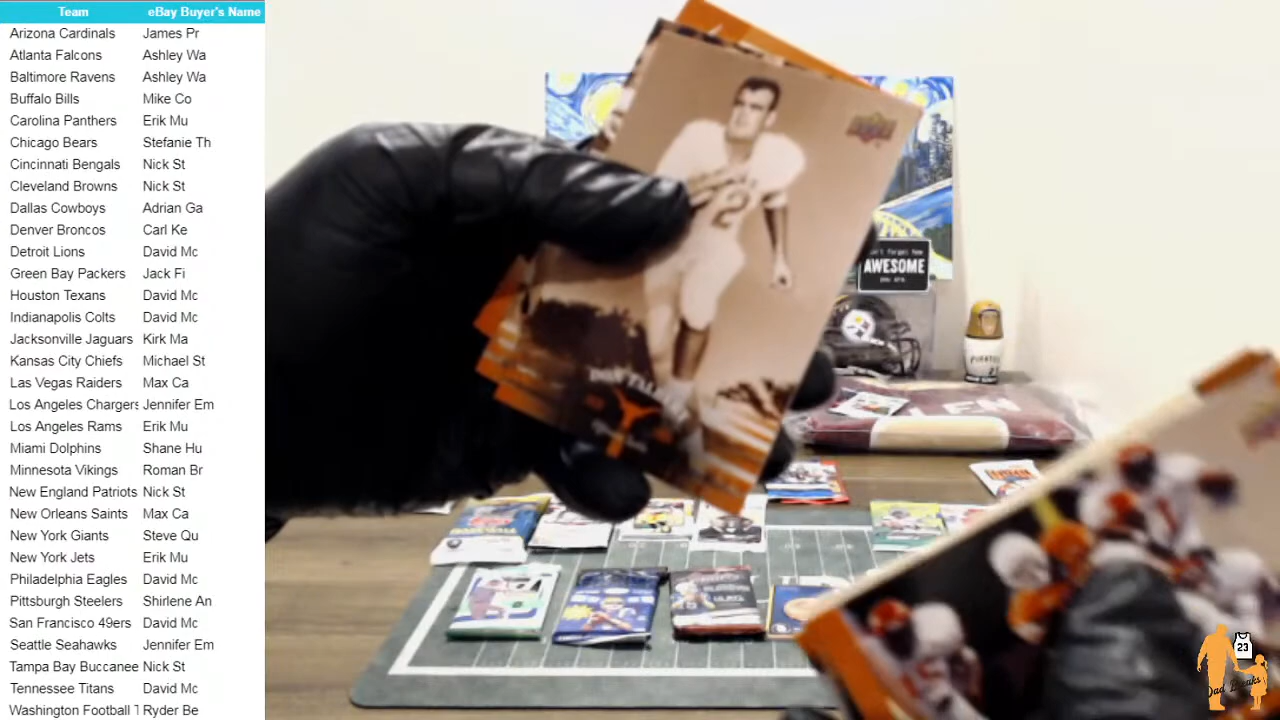 Team eBay Buyer's Name
Arizona Cardinals James Pr
Atlanta Falcons Ashley Wa
Baltimore Ravens Ashley Wa
Buffalo Bills Mike Co
Carolina Panthers Erik Mu
Chicago Bears Stefanie Th
Cincinnati Bengals Nick St
Cleveland Browns Nick St
Dallas Cowboys Adrian Ga
Denver Broncos Carl Ke
Detroit Lions David Mc
Green Bay Packers Jack Fi
Houston Texans David Mc
Indianapolis Colts David Mc
Jacksonville Jaguars Kirk Ma
Kansas City Chiefs Michael St
Las Vegas Raiders Max Ca
Los Angeles Chargers Jennifer Em
Los Angeles Rams Erik Mu
Miami Dolphins Shane Hu
Minnesota Vikings Roman Br
New England Patriots Nick St
New Orleans Saints Max Ca
New York Giants Steve Qu
New York Jets Erik Mu
Philadelphia Eagles David Mc
Pittsburgh Steelers Shirlene An
San Francisco 49ers David Mc
Seattle Seahawks Jennifer Em
Tampa Bay Buccanee Nick St
Tennessee Titans David Mc
Washington Football T Ryder Be
2
AWESOME
23
Dad Breaks